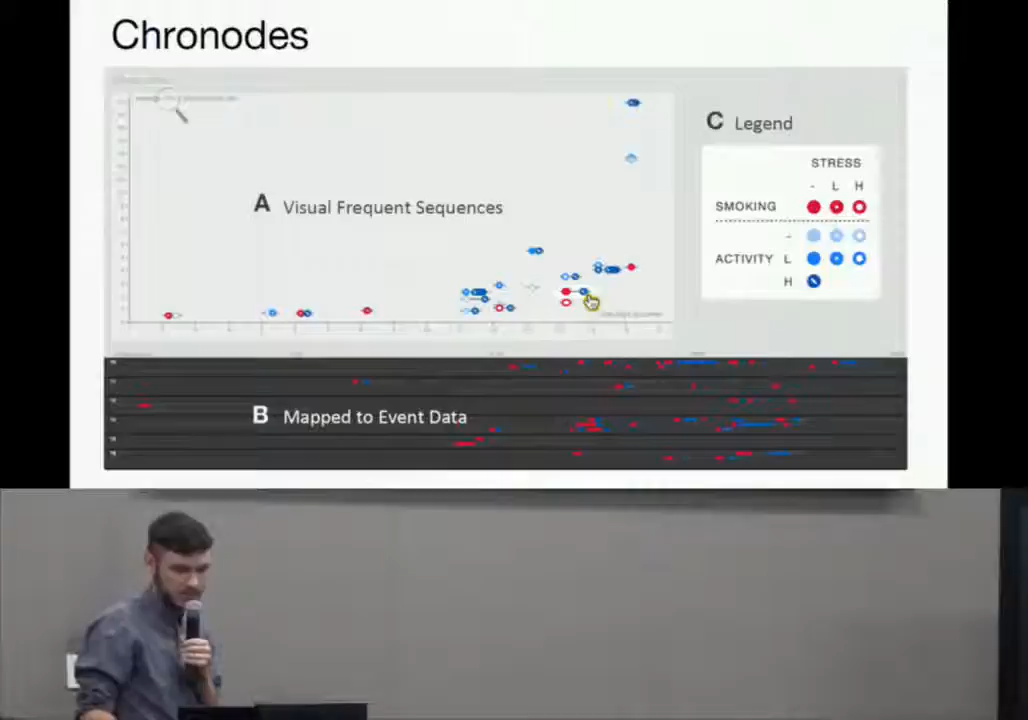 Chronodes
A Visual Frequent Sequences
C Legend
STRESS
- L H
SMOKING
-
ACTIVITY L
H
B Mapped to Event Data